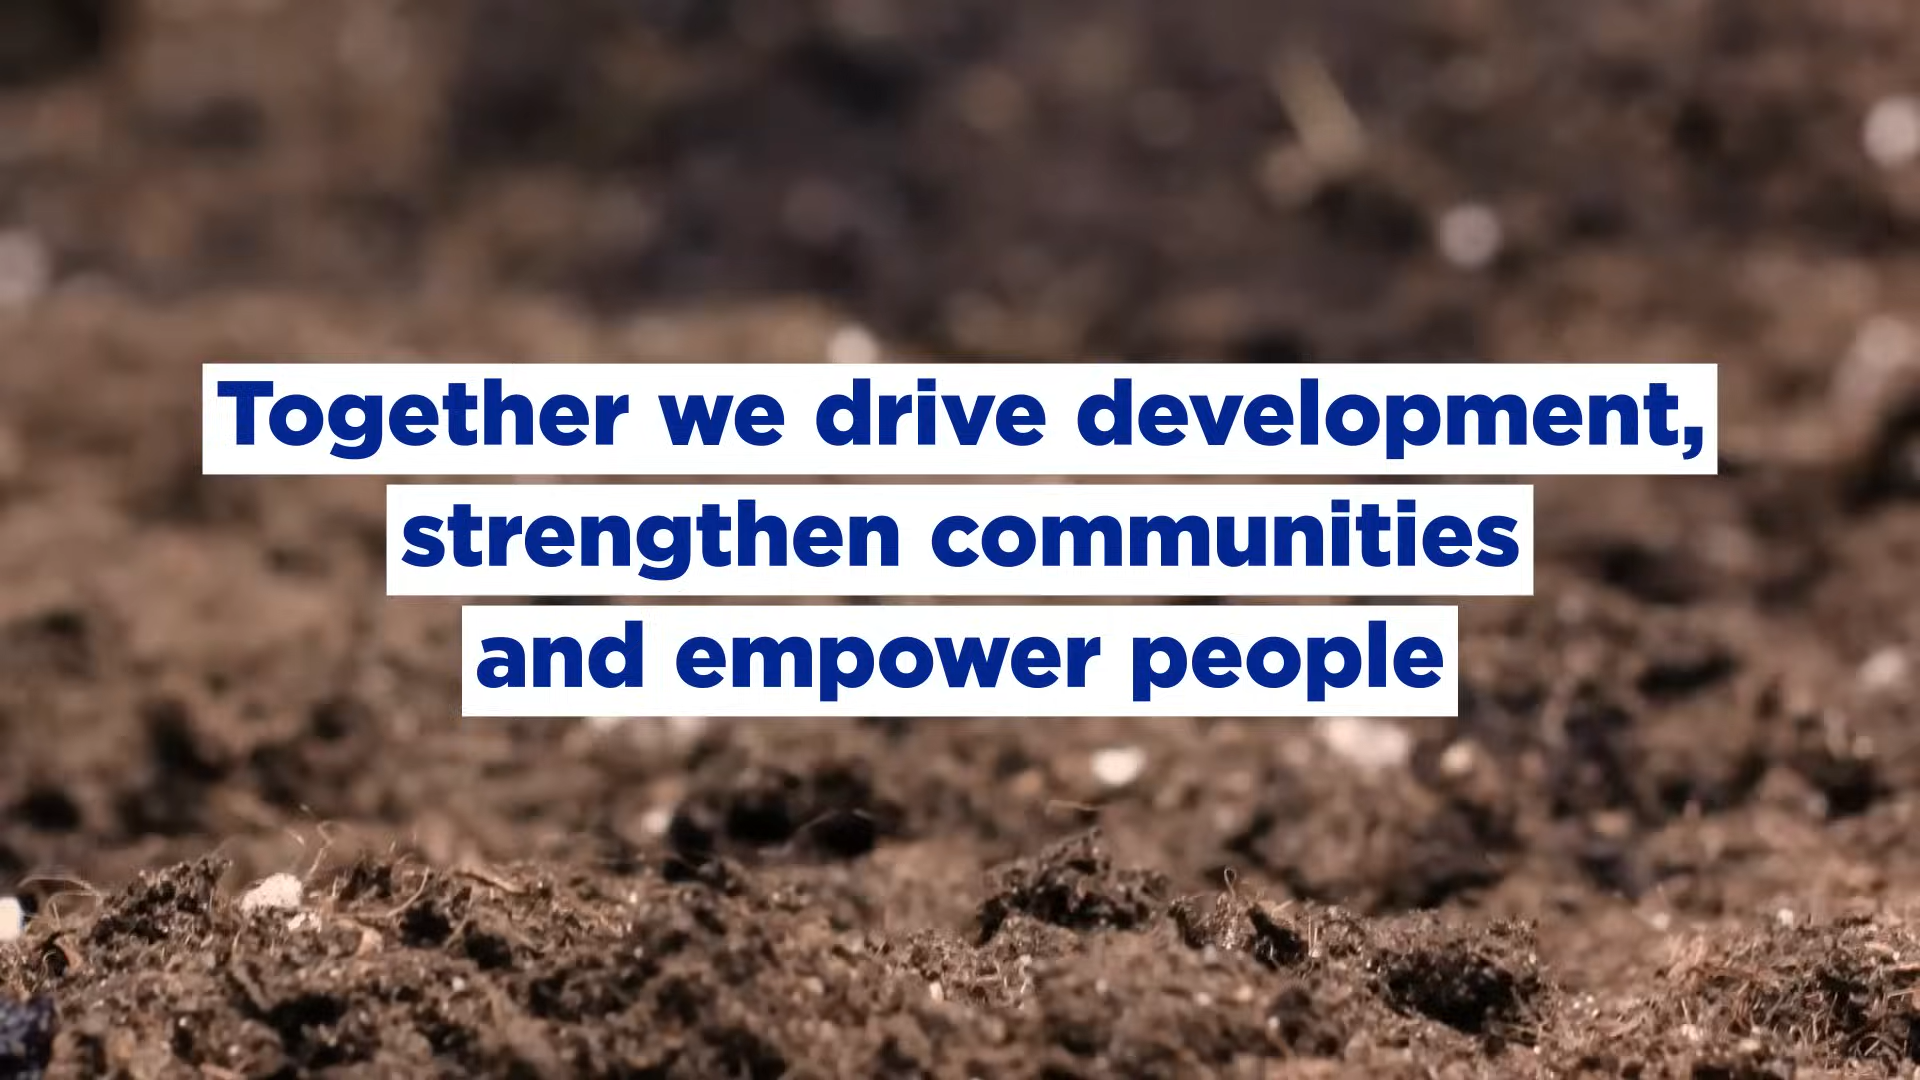 Together we drive development,
strengthen communities
and empower people